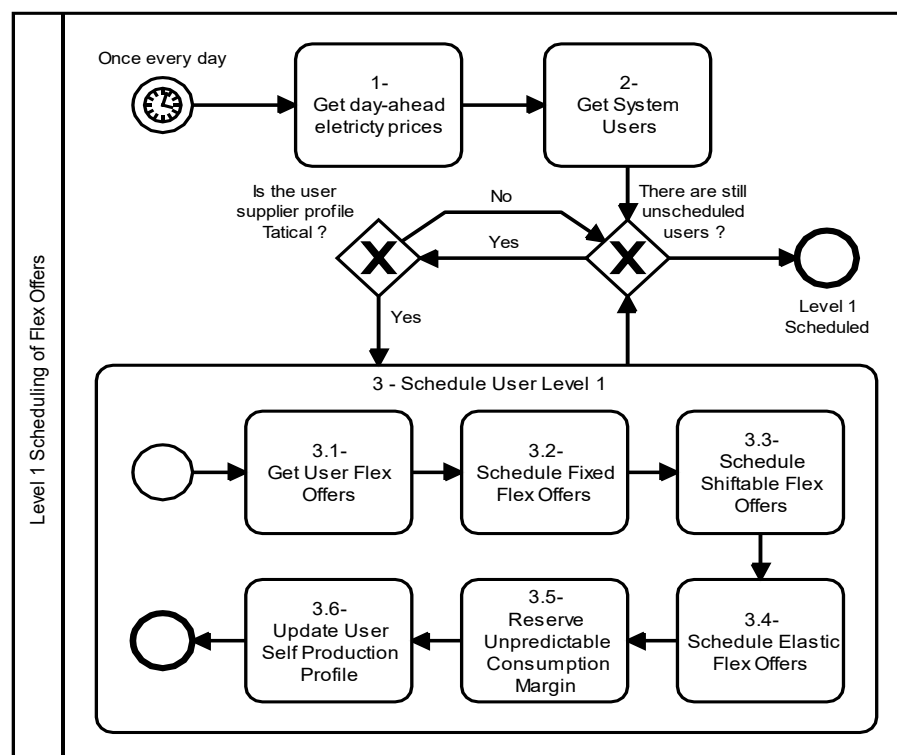 Level 1 Scheduling of Flex Offers
Once every day
1-
Get day-ahead
eletricty prices
2-
Get System
Users
Is the user
supplier profile
Tatical ?
No
Yes
There are still
unscheduled
users ?
Yes
Level 1
Scheduled
3 - Schedule User Level 1
3.1-
Get User Flex
Offers
3.2-
Schedule Fixed
Flex Offers
3.3-
Schedule
Shiftable Flex
Offers
3.4-
Schedule Elastic
Flex Offers
3.5-
Reserve
Unpredictable
Consumption
Margin
3.6-
Update User
Self Production
Profile